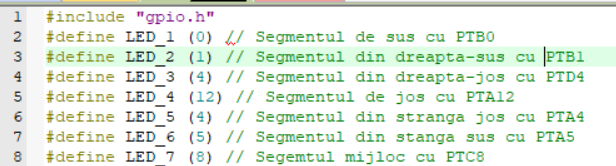 1 #include "gpio.h"
2 #define LED_1 (0) // Segmentul de sus cu PTB0
3 #define LED_2 (1) // Segmentul din dreapta-sus cu PTB1
4 #define LED_3 (4) // Segmentul din dreapta-jos cu PTD4
5 #define LED_4 (12) // Segmentul de jos cu PTA12
6 #define LED_5 (4) // Segmentul din stranga jos cu PTA4
7 #define LED_6 (5) // Segmentul din stanga sus cu PTA5
8 #define LED_7 (8) // Segemtul mijloc cu PTC8